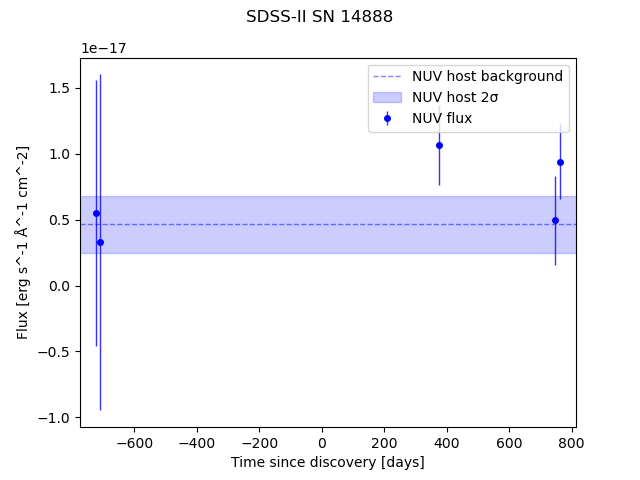 SDSS-II SN 14888
1e−17
NUV host background
NUV host 2σ
NUV flux
1.5
1.0
0.5
0.0
−0.5
−1.0
Flux [erg s^-1 Å^-1 cm^-2]
−600 −400 −200 0 200 400 600 800
Time since discovery [days]